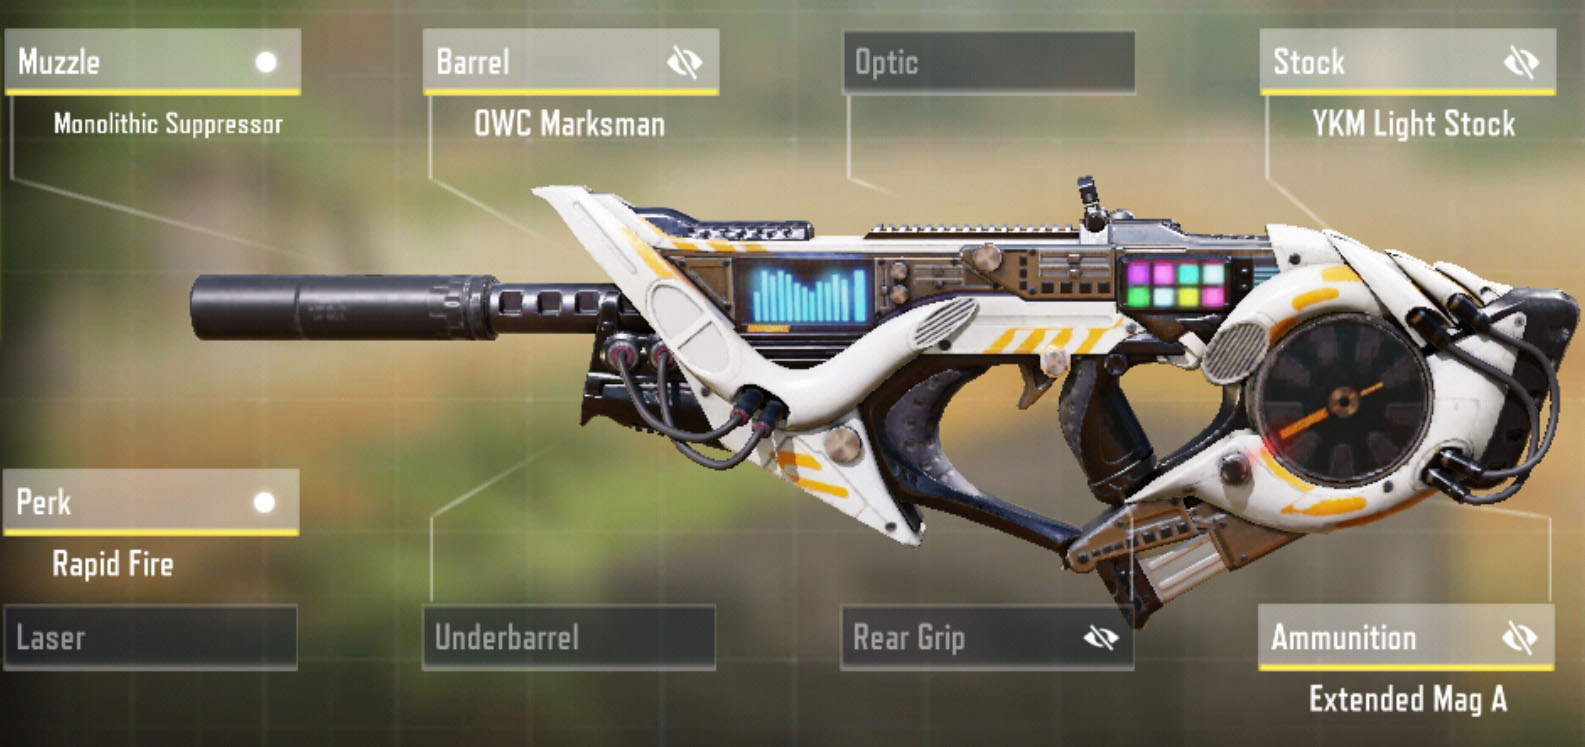 Muzzle
Monolithic Suppressor
Barrel
OWC Marksman
Optic
Stock
YKM Light Stock
Perk
Rapid Fire
Laser
Underbarrel
Rear Grip
Ammunition
Extended Mag A